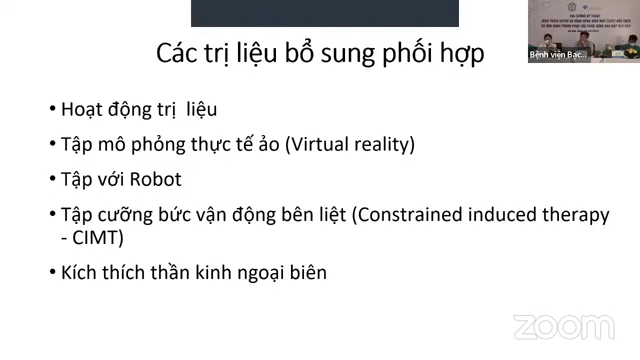 Các trị liệu bổ sung phối hợp
• Hoạt động trị liệu
• Tập mô phỏng thực tế ảo (Virtual reality)
• Tập với Robot
• Tập cưỡng bức vận động bên liệt (Constrained induced therapy
- CIMT)
• Kích thích thần kinh ngoại biên
Bệnh viện Bạc...
zoom